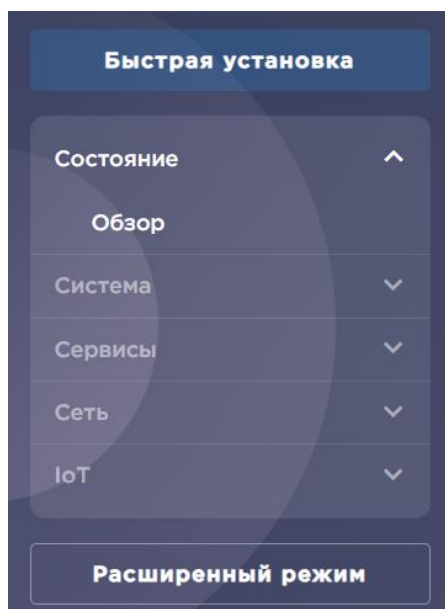 Быстрая установка
Состояние
Обзор
Система
Сервисы
Сеть
IoT
Расширенный режим